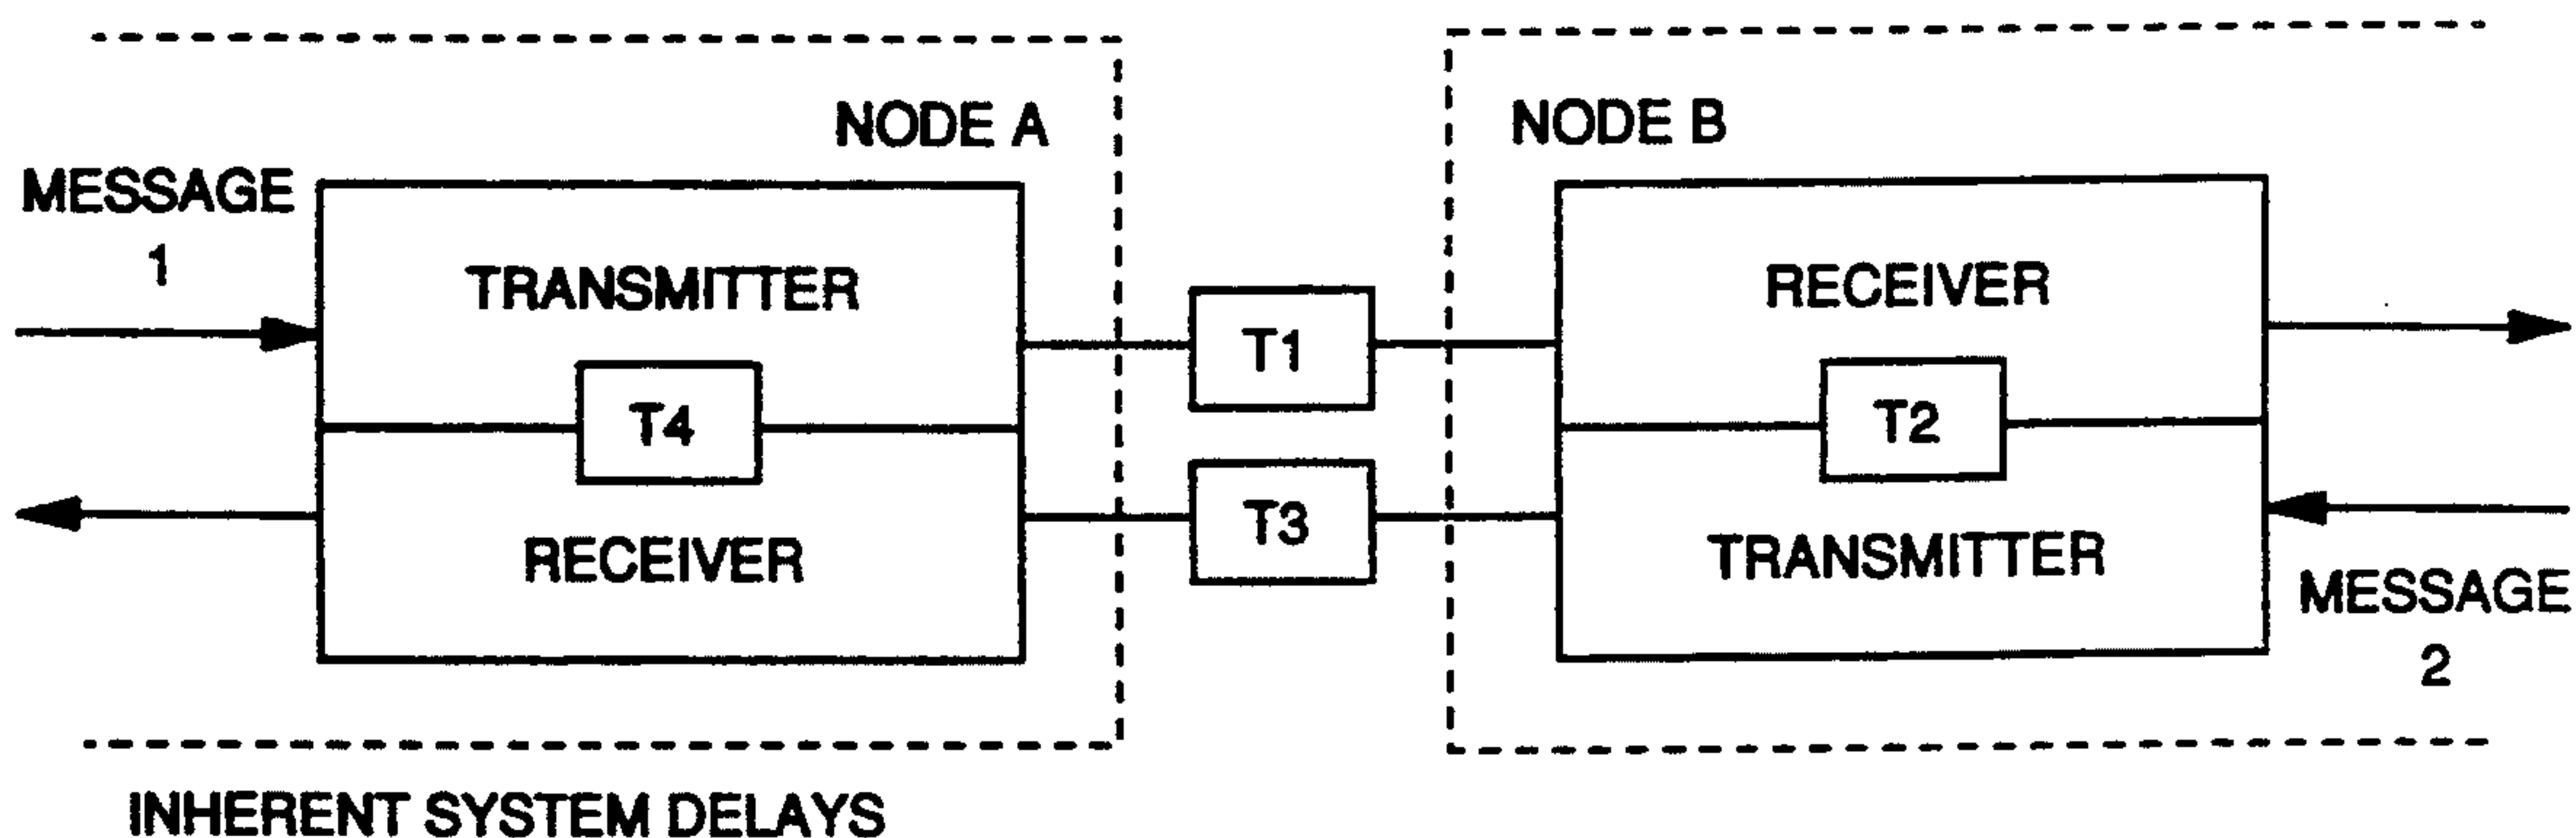 NODE A
NODE B
MESSAGE
1
TRANSMITTER
RECEIVER
T1
T4
T2
T3
RECEIVER
TRANSMITTER
MESSAGE
2
INHERENT SYSTEM DELAYS